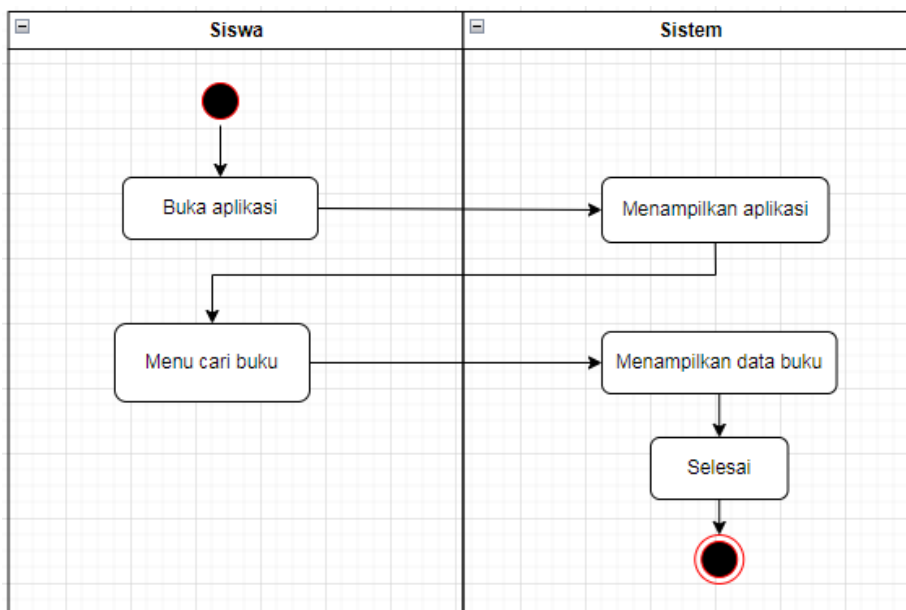 Siswa
Sistem
Buka aplikasi
Menampilkan aplikasi
Menu cari buku
Menampilkan data buku
Selesai